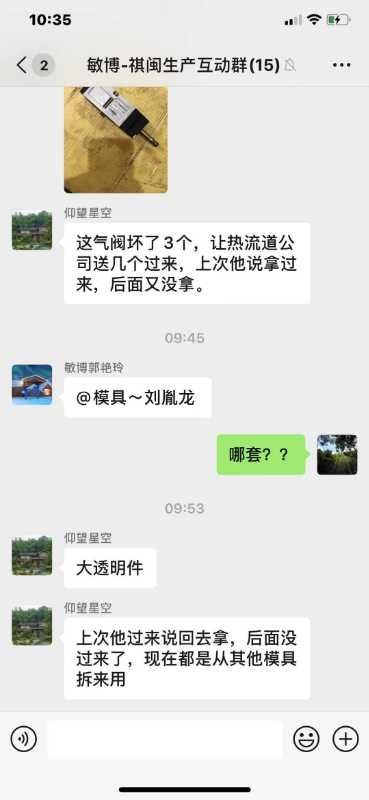 10:35
2
敏博-祺闽生产互动群(15)
仰望星空
这气阀坏了3个，让热流道公
司送几个过来，上次他说拿过
来，后面又没拿。
09:45
敏博郭艳玲
@模具～刘胤龙
哪套？？
09:53
仰望星空
大透明件
仰望星空
上次他过来说回去拿，后面没
过来了，现在都是从其他模具
拆来用